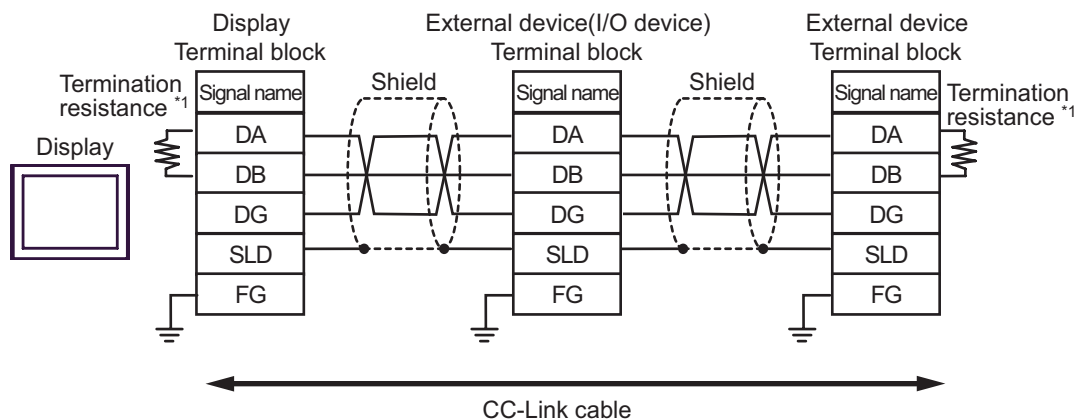 Display
Terminal block
External device(I/O device)
Terminal block
External device
Terminal block
Termination
resistance *1
Signal name
Shield
Signal name
Shield
Signal name
Termination
resistance *1
Display
DA
DA
DA
DB
DB
DB
DG
DG
DG
SLD
SLD
SLD
FG
FG
FG
CC-Link cable